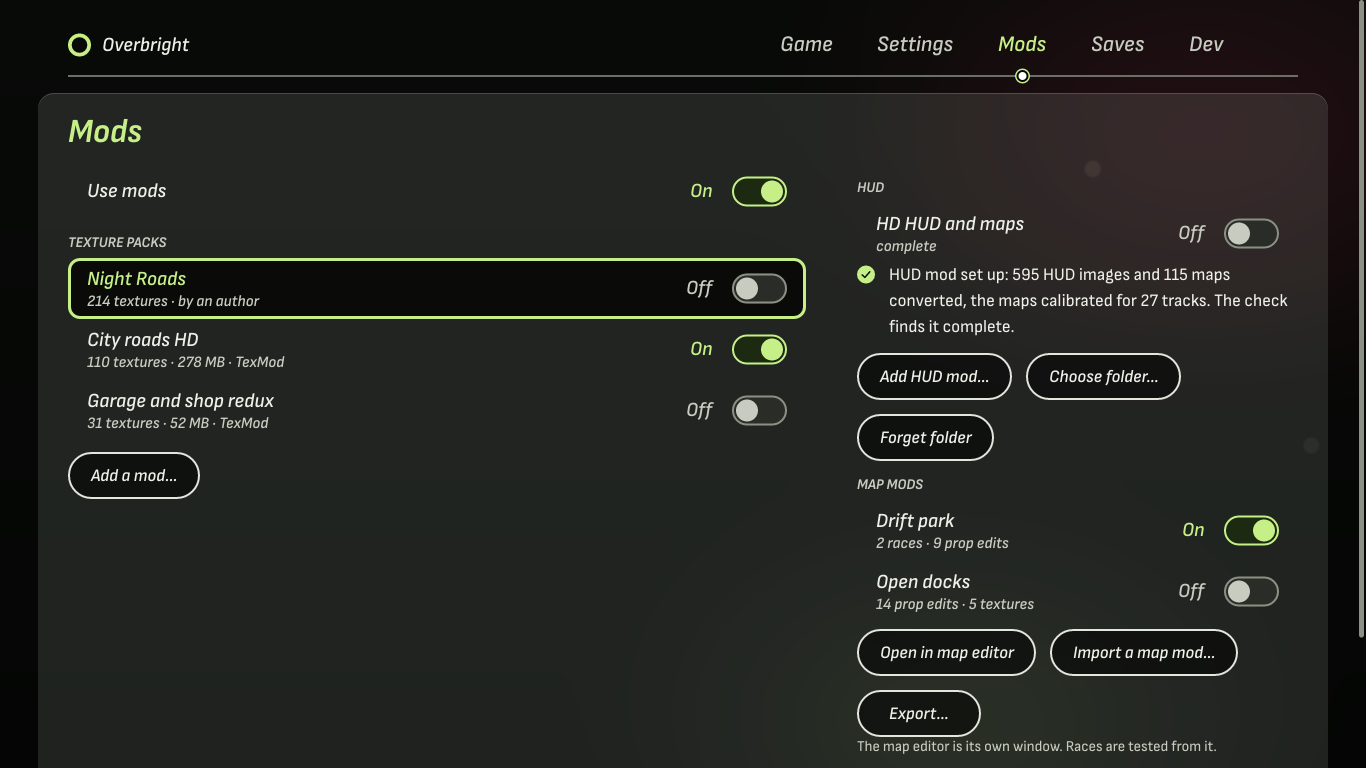 Overbright
Game
Settings
Mods
Saves
Dev
Mods
Use mods
On
TEXTURE PACKS
Night Roads
214 textures · by an author
Off
City roads HD
110 textures · 278 MB · TexMod
On
Garage and shop redux
31 textures · 52 MB · TexMod
Off
Add a mod...
HUD
HD HUD and maps
complete
Off
HUD mod set up: 595 HUD images and 115 maps
converted, the maps calibrated for 27 tracks. The check
finds it complete.
Add HUD mod...
Choose folder...
Forget folder
MAP MODS
Drift park
2 races · 9 prop edits
On
Open docks
14 prop edits · 5 textures
Off
Open in map editor
Import a map mod...
Export...
The map editor is its own window. Races are tested from it.